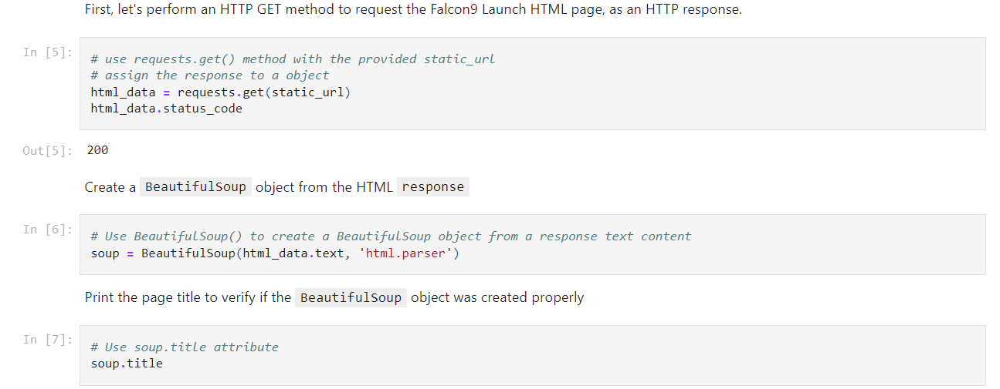 First, let's perform an HTTP GET method to request the Falcon9 Launch HTML page, as an HTTP response.
In [5]:
# use requests.get() method with the provided static_url
# assign the response to a object
html_data = requests.get(static_url)
html_data.status_code
Out[5]: 200
Create a BeautifulSoup object from the HTML response
In [6]:
# Use BeautifulSoup() to create a BeautifulSoup object from a response text content
soup = BeautifulSoup(html_data.text, 'html.parser')
Print the page title to verify if the BeautifulSoup object was created properly
In [7]:
# Use soup.title attribute
soup.title